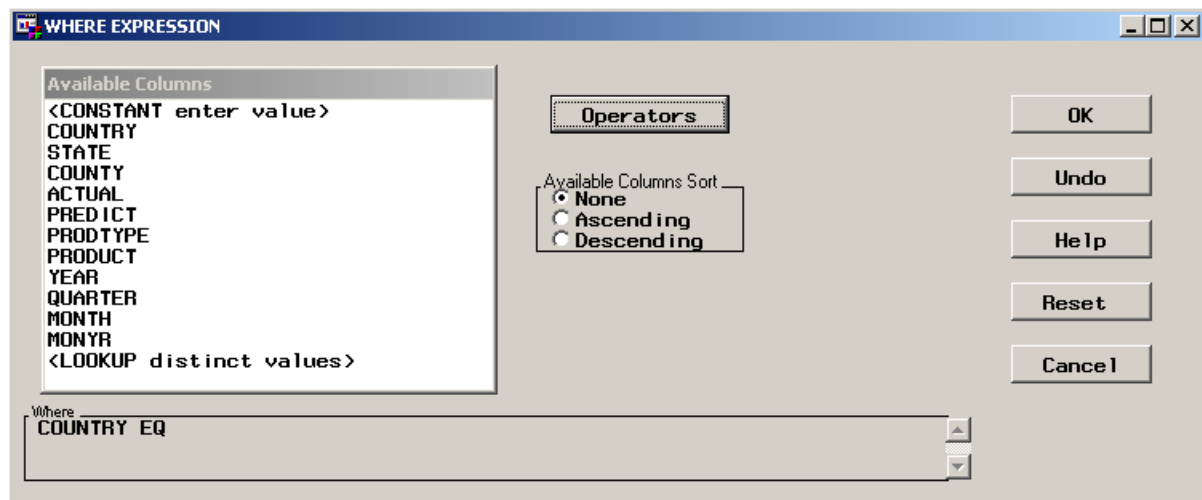 WHERE EXPRESSION
Available Columns
<CONSTANT enter value>
COUNTRY
STATE
COUNTY
ACTUAL
PREDICT
PRODTYPE
PRODUCT
YEAR
QUARTER
MONTH
MONYR
<LOOKUP distinct values>
Operators
Available Columns Sort
None
Ascending
Descending
OK
Undo
Help
Reset
Cancel
Where
COUNTRY EQ